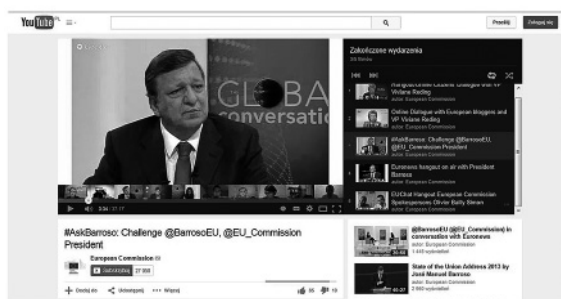 YouTube PL
Prześlij
Zaloguj się
GLOBA
conversati
Zakończone wydarzenia
autor: European Commission
Online Dialogue with European bloggers and
VP Viviane Reding
autor: European Commission
#AskBarroso: Challenge @BarrosoEU,
@EU_Commission President
autor: European Commission
Euronews hangout on air with President
Barroso
autor: European Commission
EUChat Hangout European Commission
Spokespersons Olivier Bailly Simon
#AskBarroso: Challenge @BarrosoEU, @EU_Commission
President
European Commission
Subskrybuj
Dodaj do
Udostępnij
Więcej
@BarrosoEU (@EU_Commission) in
conversation with Euronews
autor: European Commission
State of the Union Address 2013 by
José Manuel Barroso
autor: European Commission